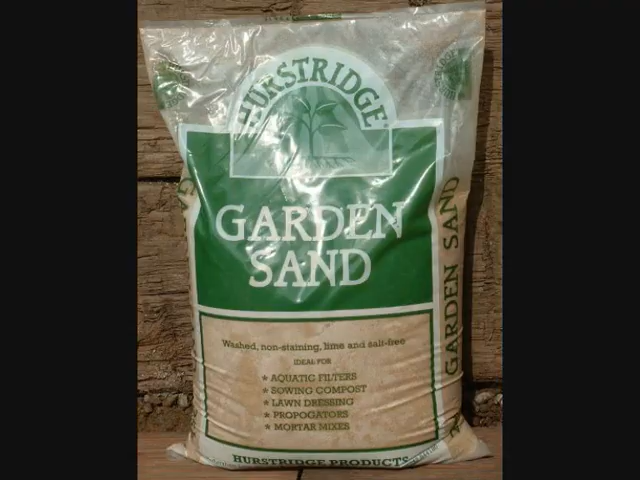 HURSTRIDGE
GARDEN
SAND
Washed, non-staining, lime and salt-free
IDEAL FOR
* AQUATIC FILTERS
* SOWING COMPOST
* LAWN DRESSING
* PROPOGATORS
* MORTAR MIXES
HURSTRIDGE PRODUCTS
GARDEN SAND